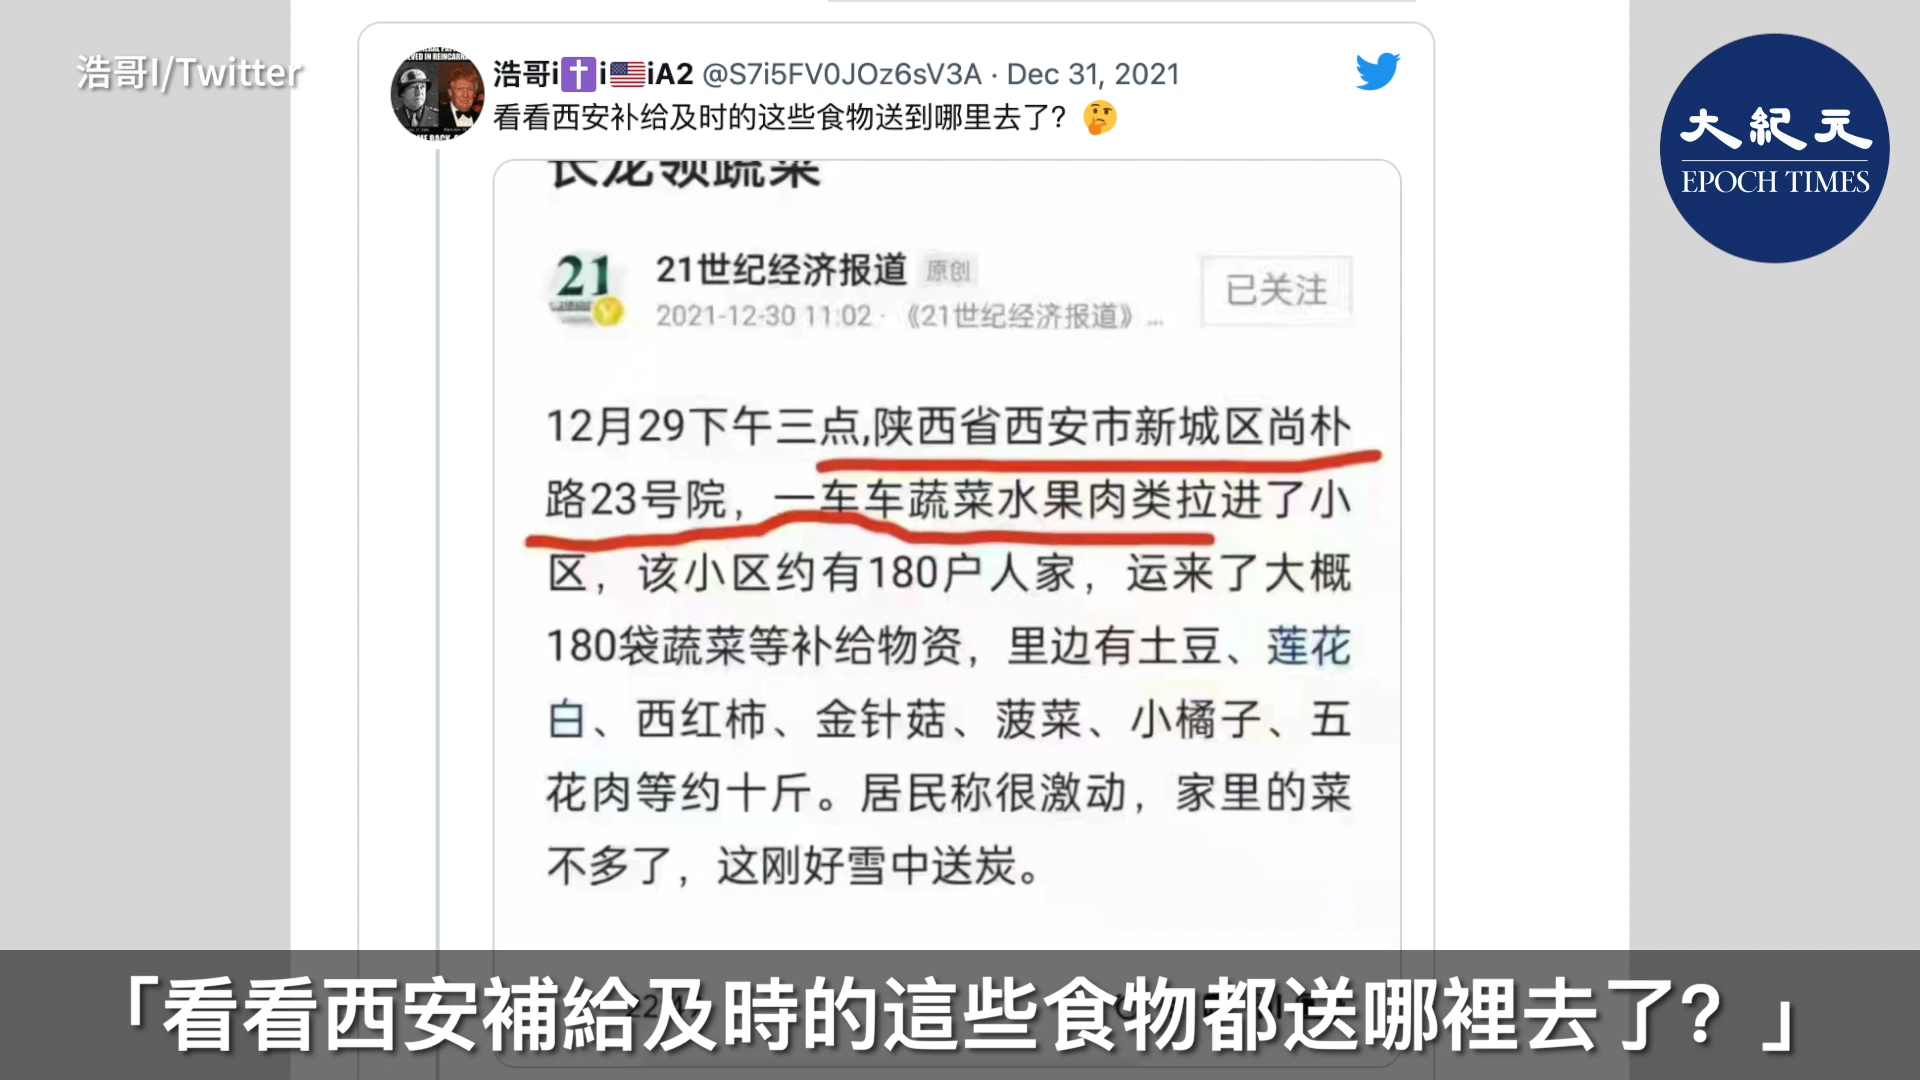 浩哥I/Twitter
浩哥i✝️i🇺🇸iA2 @S7i5FV0JOz6sV3A · Dec 31, 2021
看看西安补给及时的这些食物送到哪里去了？🤔
大紀元
EPOCH TIMES
长龙领蔬菜
21世纪经济报道 原创
2021-12-30 11:02 · 《21世纪经济报道》...
已关注
12月29下午三点,陕西省西安市新城区尚朴
路23号院，一车车蔬菜水果肉类拉进了小
区，该小区约有180户人家，运来了大概
180袋蔬菜等补给物资，里边有土豆、莲花
白、西红柿、金针菇、菠菜、小橘子、五
花肉等约十斤。居民称很激动，家里的菜
不多了，这刚好雪中送炭。
「看看西安補給及時的這些食物都送哪裡去了？」